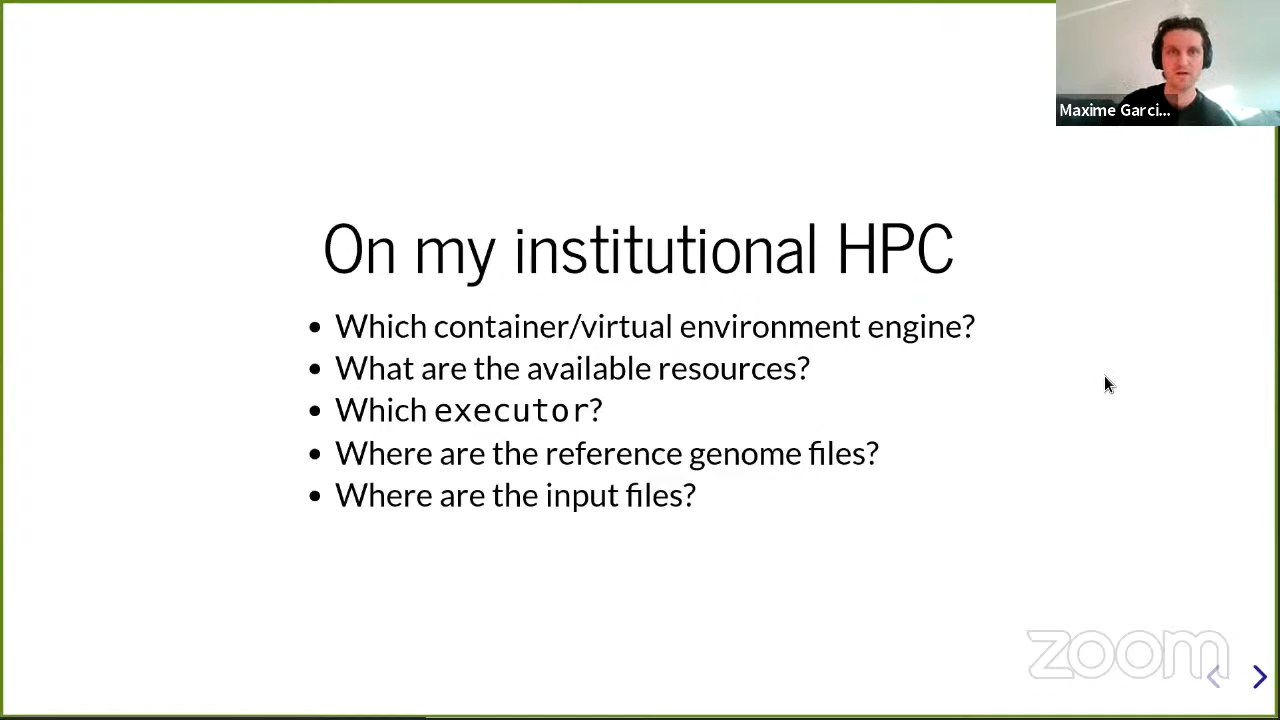 Maxime Garci...
On my institutional HPC
• Which container/virtual environment engine?
• What are the available resources?
• Which executor?
• Where are the reference genome files?
• Where are the input files?
zoom